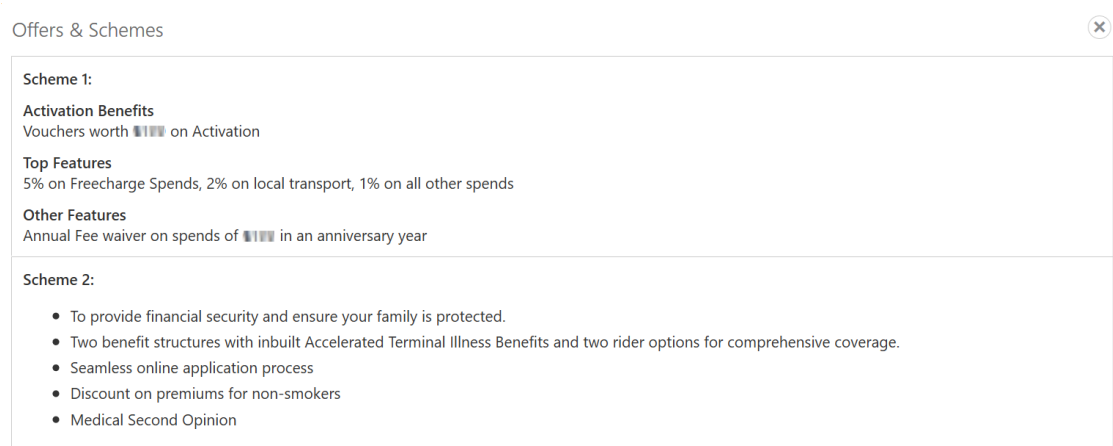 Offers & Schemes
Scheme 1:
Activation Benefits
Vouchers worth on Activation
Top Features
5% on Freecharge Spends, 2% on local transport, 1% on all other spends
Other Features
Annual Fee waiver on spends of in an anniversary year
Scheme 2:
To provide financial security and ensure your family is protected.
Two benefit structures with inbuilt Accelerated Terminal Illness Benefits and two rider options for comprehensive coverage.
Seamless online application process
Discount on premiums for non-smokers
Medical Second Opinion